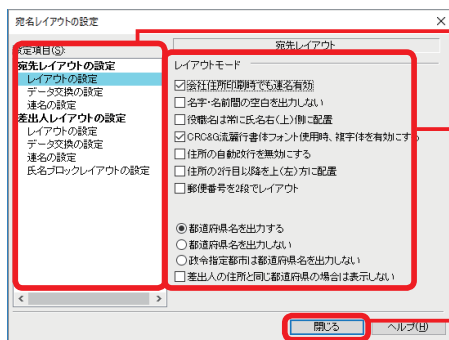 宛名レイアウトの設定
設定項目(S):
宛先レイアウトの設定
レイアウトの設定
データ交換の設定
連名の設定
差出人レイアウトの設定
レイアウトの設定
データ交換の設定
連名の設定
氏名ブロックレイアウトの設定
宛先レイアウト
レイアウトモード
会社住所印刷時でも連名有効
名字・名前間の空白を出力しない
役職名は常に氏名右(上)側に配置
CRC&G流麗行書体フォント使用時、複字体を有効にする
住所の自動改行を無効にする
住所の2行目以降を上(左)方に配置
郵便番号を2段でレイアウト
都道府県名を出力する
都道府県名を出力しない
政令指定都市は都道府県名を出力しない
差出人の住所と同じ都道府県の場合は表示しない
閉じる
ヘルプ(H)